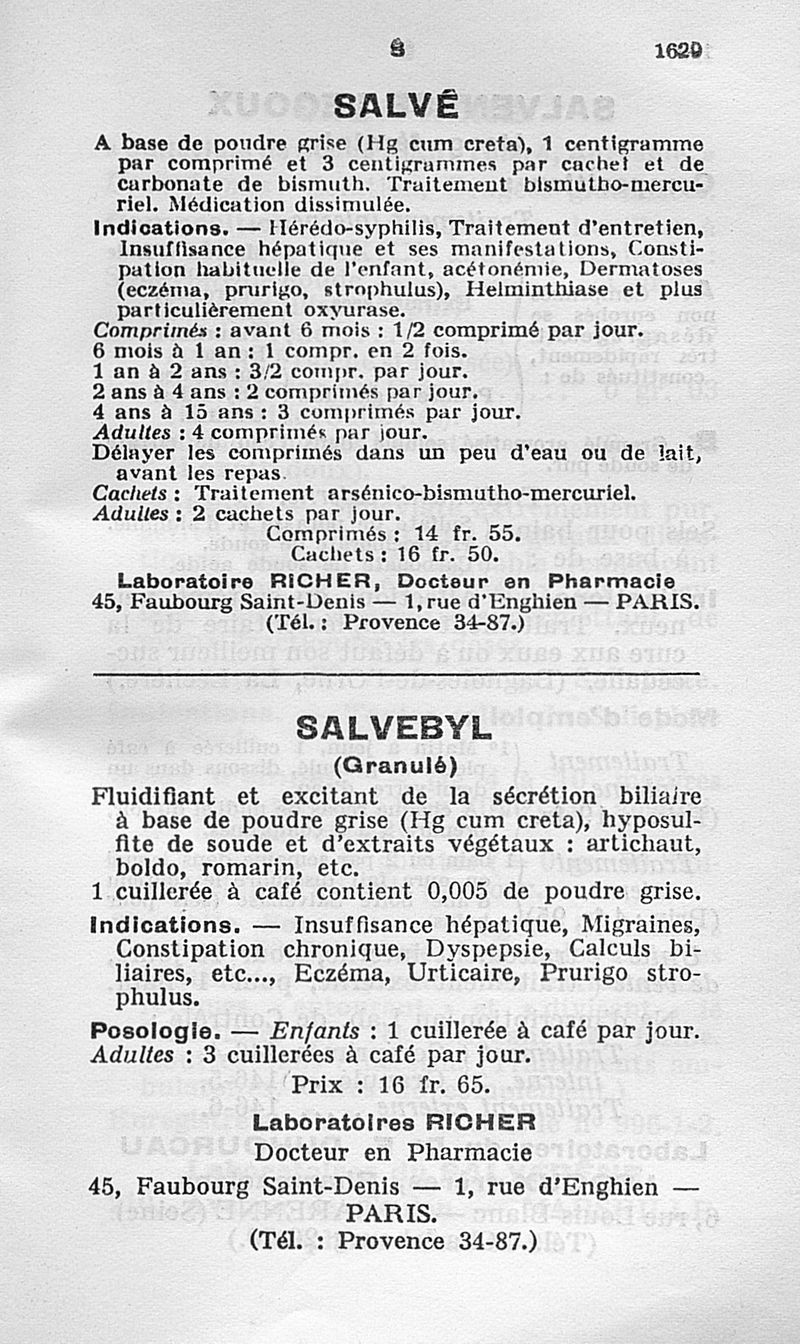 S
1629
SALVÉ
A base de poudre grise (Hg cum creta), 1 centigramme
par comprimé et 3 centigrammes par cachet et de
carbonate de bismuth. Traitement bismutho-mercu-
riel. Médication dissimulée.
Indications. — Hérédo-syphilis, Traitement d'entretien,
Insuffisance hépatique et ses manifestations, Consti-
pation habituelle de l'enfant, acétonémie, Dermatoses
(eczéma, prurigo, strophulus), Helminthiase et plus
particulièrement oxyurase.
Comprimés : avant 6 mois : 1/2 comprimé par jour.
6 mois à 1 an : 1 compr. en 2 fois.
1 an à 2 ans : 3/2 compr. par jour.
2 ans à 4 ans : 2 comprimés par jour.
4 ans à 15 ans : 3 comprimés par jour.
Adultes : 4 comprimés par jour.
Délayer les comprimés dans un peu d'eau ou de lait,
avant les repas.
Cachets : Traitement arsénico-bismutho-mercuriel.
Adultes : 2 cachets par jour.
Comprimés : 14 fr. 55.
Cachets : 16 fr. 50.
Laboratoire RICHER, Docteur en Pharmacie
45, Faubourg Saint-Denis — 1, rue d'Enghien — PARIS.
(Tél. : Provence 34-87.)
SALVEBYL
(Granulé)
Fluidifiant et excitant de la sécrétion biliaire
à base de poudre grise (Hg cum creta), hyposul-
fite de soude et d'extraits végétaux : artichaut,
boldo, romarin, etc.
1 cuillerée à café contient 0,005 de poudre grise.
Indications. — Insuffisance hépatique, Migraines,
Constipation chronique, Dyspepsie, Calculs bi-
liaires, etc..., Eczéma, Urticaire, Prurigo stro-
phulus.
Posologie. — Enfants : 1 cuillerée à café par jour.
Adultes : 3 cuillerées à café par jour.
Prix : 16 fr. 65.
Laboratoires RICHER
Docteur en Pharmacie
45, Faubourg Saint-Denis — 1, rue d'Enghien —
PARIS.
(Tél. : Provence 34-87.)